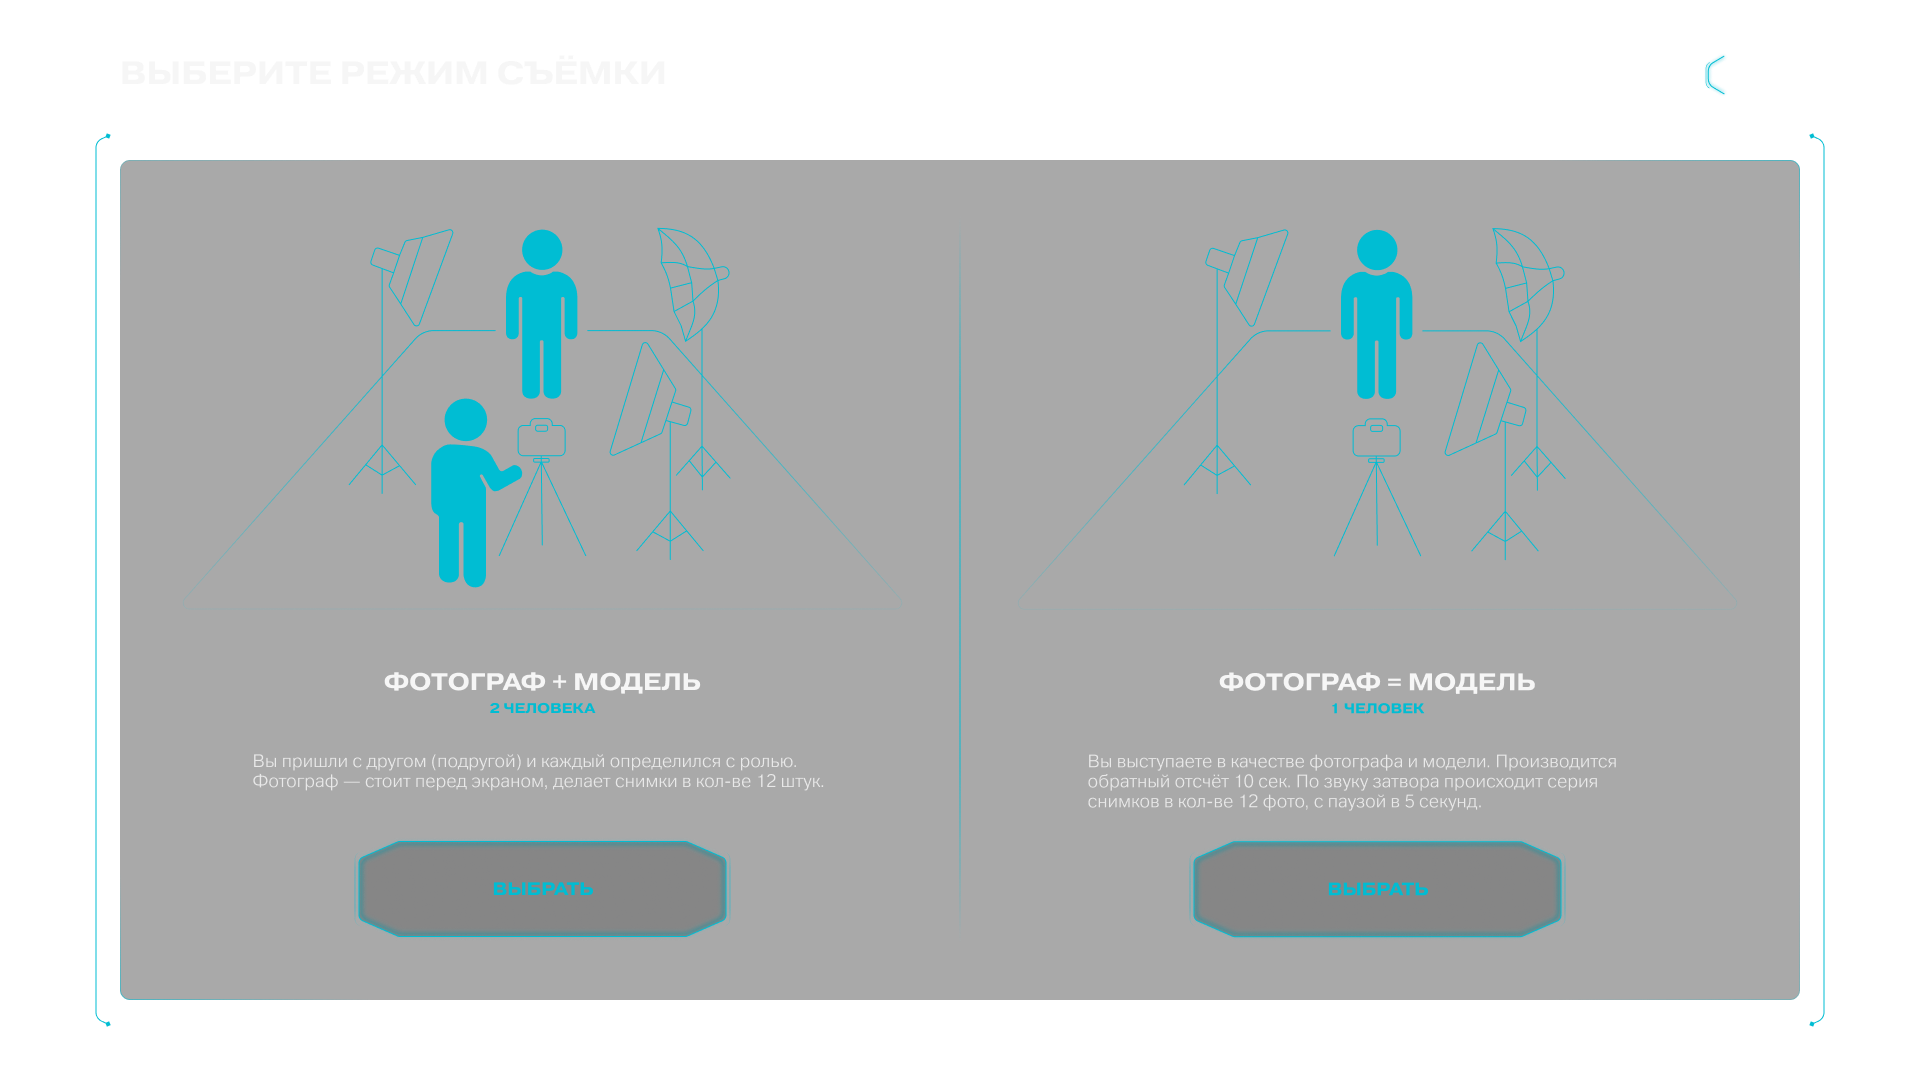 ВЫБЕРИТЕ РЕЖИМ СЪЁМКИ
ФОТОГРАФ + МОДЕЛЬ
2 ЧЕЛОВЕКА
Вы пришли с другом (подругой) и каждый определился с ролью.
Фотограф — стоит перед экраном, делает снимки в кол-ве 12 штук.
ВЫБРАТЬ
ФОТОГРАФ = МОДЕЛЬ
1 ЧЕЛОВЕК
Вы выступаете в качестве фотографа и модели. Производится
обратный отсчёт 10 сек. По звуку затвора происходит серия
снимков в кол-ве 12 фото, с паузой в 5 секунд.
ВЫБРАТЬ